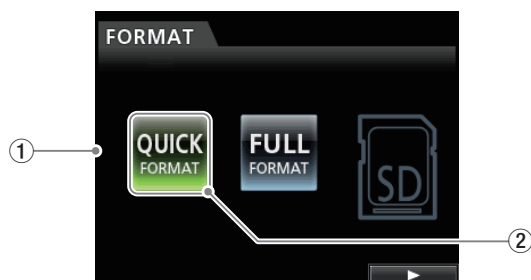 FORMAT
① QUICK FORMAT
FULL FORMAT
SD
②